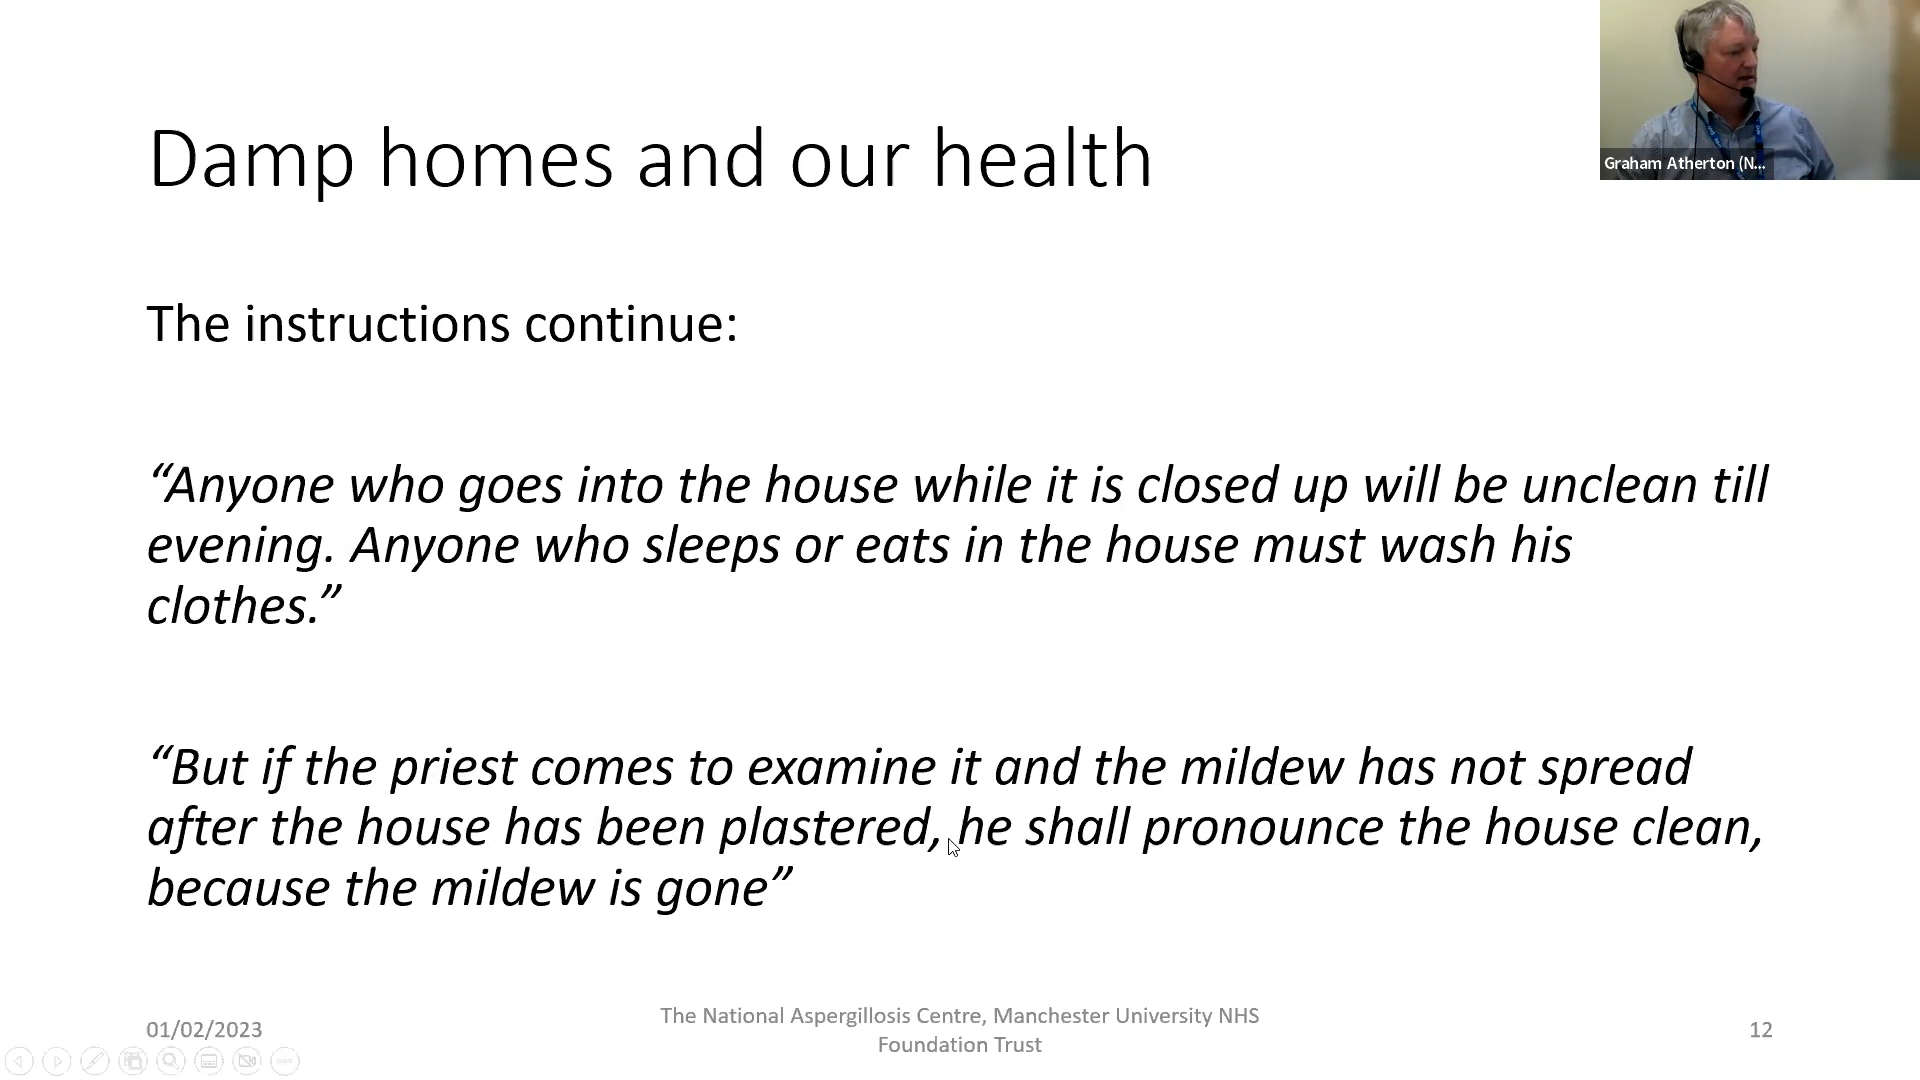 Damp homes and our health
Graham Atherton (N...
The instructions continue:
“Anyone who goes into the house while it is closed up will be unclean till
evening. Anyone who sleeps or eats in the house must wash his
clothes.”
“But if the priest comes to examine it and the mildew has not spread
after the house has been plastered, he shall pronounce the house clean,
because the mildew is gone”
01/02/2023
The National Aspergillosis Centre, Manchester University NHS
Foundation Trust
12